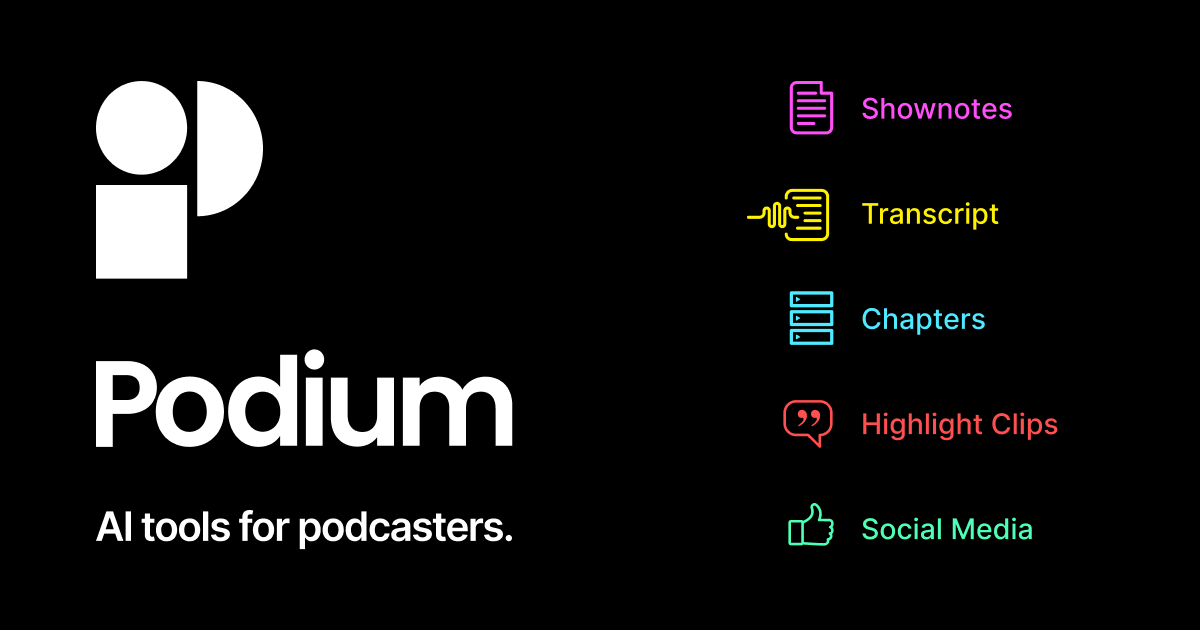 Podium
AI tools for podcasters.
Shownotes
Transcript
Chapters
Highlight Clips
Social Media